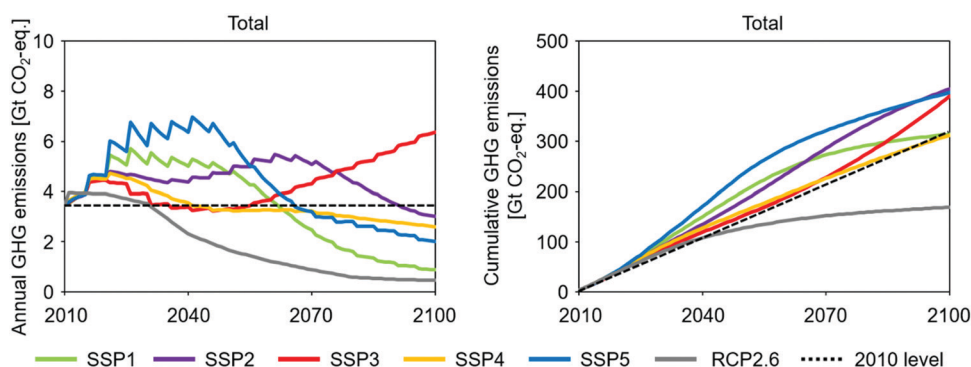 Total
Annual GHG emissions [Gt CO₂-eq.]
10
8
6
4
2
0
2010 2040 2070 2100
Total
Cumulative GHG emissions
[Gt CO₂-eq.]
500
400
300
200
100
0
2010 2040 2070 2100
SSP1 SSP2 SSP3 SSP4 SSP5 RCP2.6 2010 level